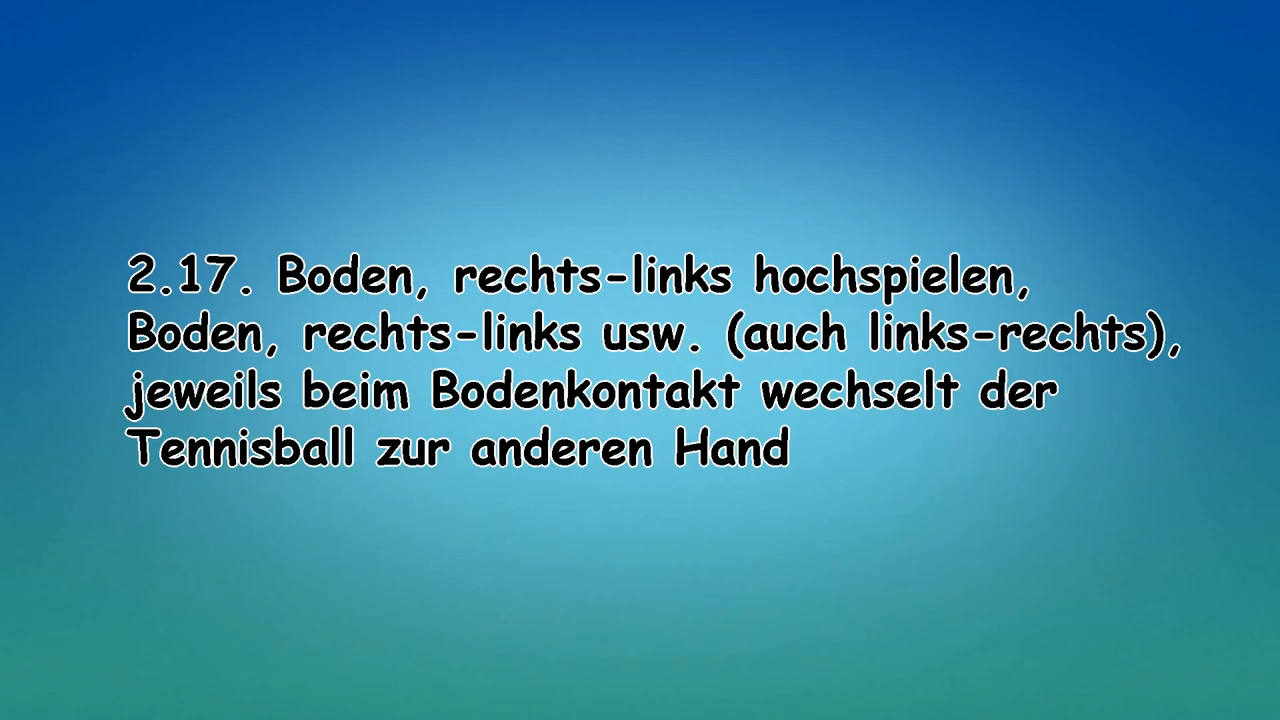 2.17. Boden, rechts-links hochspielen,
Boden, rechts-links usw. (auch links-rechts),
jeweils beim Bodenkontakt wechselt der
Tennisball zur anderen Hand